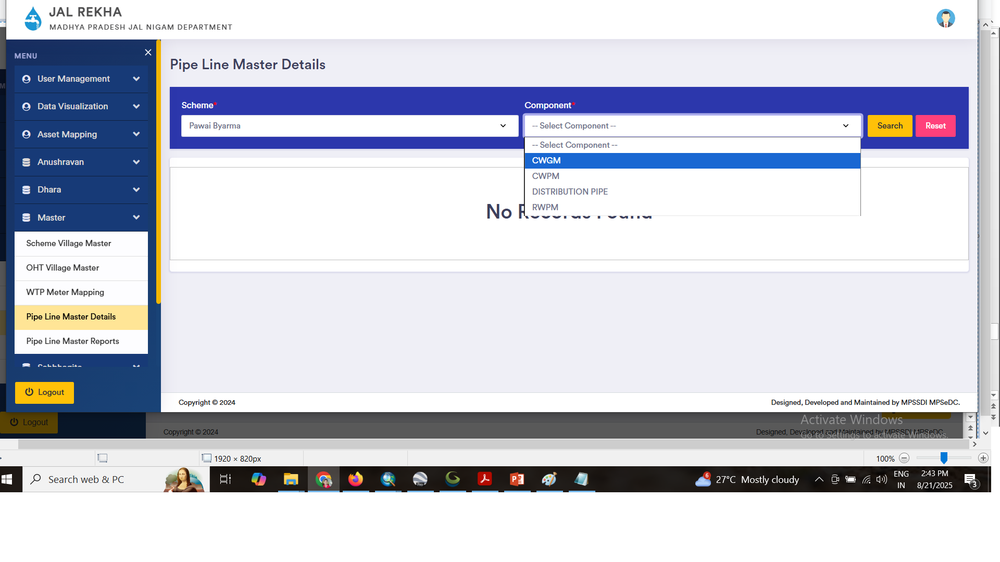 JAL REKHA
MADHYA PRADESH JAL NIGAM DEPARTMENT
MENU
User Management
Data Visualization
Asset Mapping
Anushravan
Dhara
Master
Scheme Village Master
OHT Village Master
WTP Meter Mapping
Pipe Line Master Details
Pipe Line Master Reports
Logout
Pipe Line Master Details
Scheme*
Component*
Pawai Byarma
-- Select Component --
Search
Reset
-- Select Component --
CWGM
CWPM
DISTRIBUTION PIPE
RWPM
No Records Found
Copyright © 2024
Designed, Developed and Maintained by MPSSDI MPSeDC.
Logout
Copyright © 2024
Designed, Developed and Maintained by MPSSDI MPSeDC.
Activate Windows
Go to Settings to activate Windows.
1920 × 820px
100%
Search web & PC
Pro
6
27°C Mostly cloudy
ENG
IN
2:43 PM
8/21/2025
3